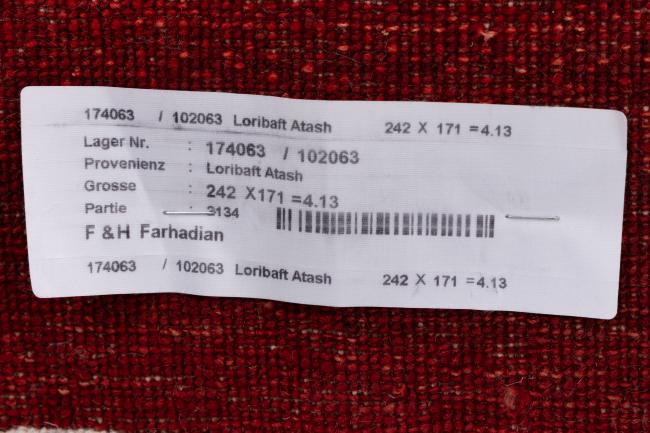 174063 / 102063 Loribaft Atash 242 X 171 =4.13
Lager Nr. : 174063 / 102063
Provenienz : Loribaft Atash
Grosse : 242 X171 =4.13
Partie : 3134
F & H Farhadian
174063 / 102063 Loribaft Atash 242 X 171 =4.13